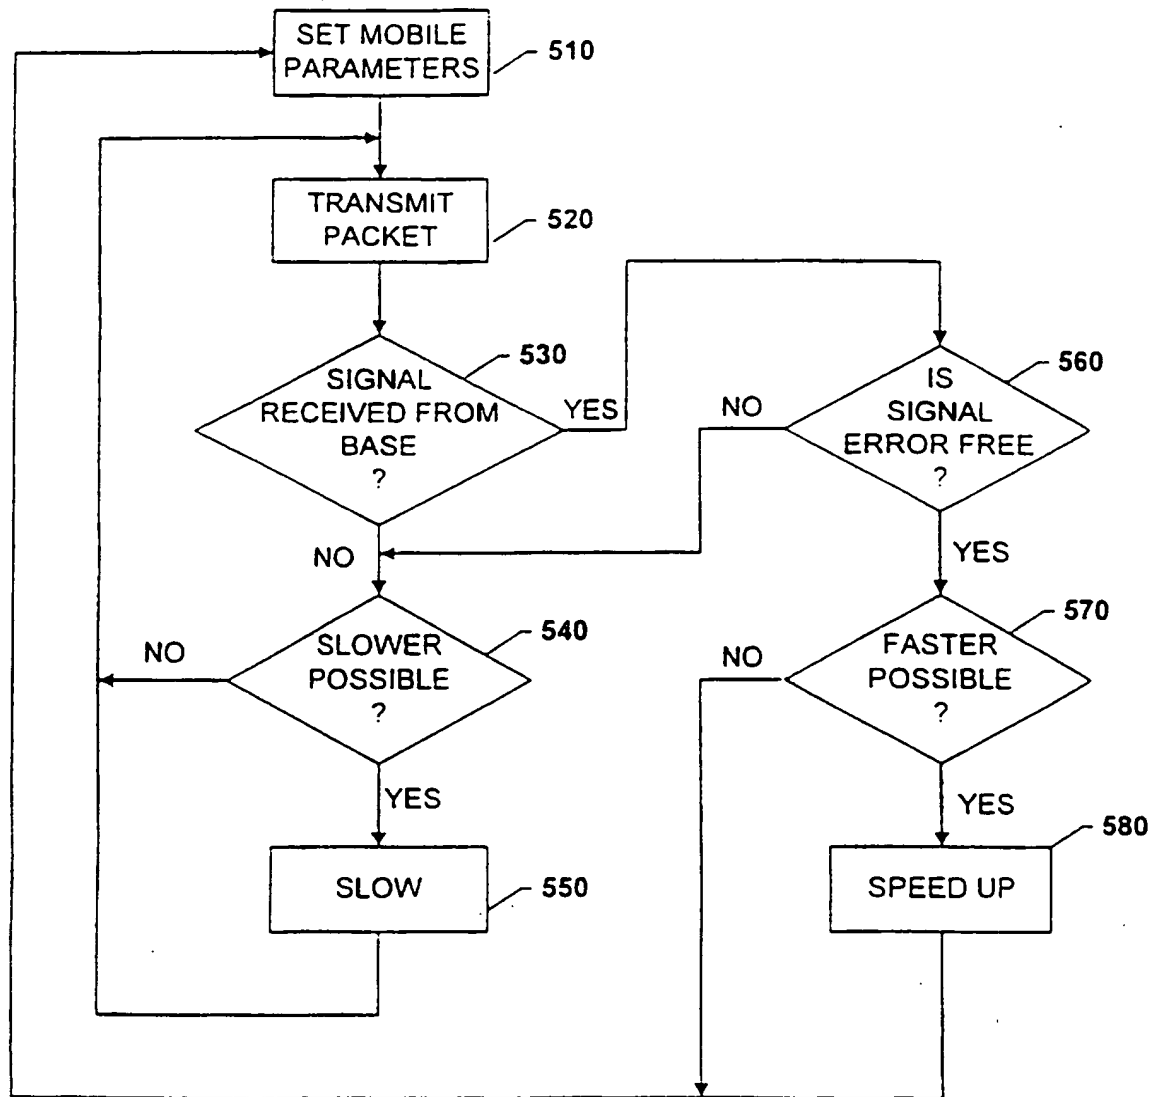 SET MOBILE
PARAMETERS
510
TRANSMIT
PACKET
520
SIGNAL
RECEIVED FROM
BASE
?
530
YES
NO
IS
SIGNAL
ERROR FREE
?
560
NO
YES
SLOWER
POSSIBLE
?
540
NO
YES
FASTER
POSSIBLE
?
570
NO
YES
SLOW
550
SPEED UP
580